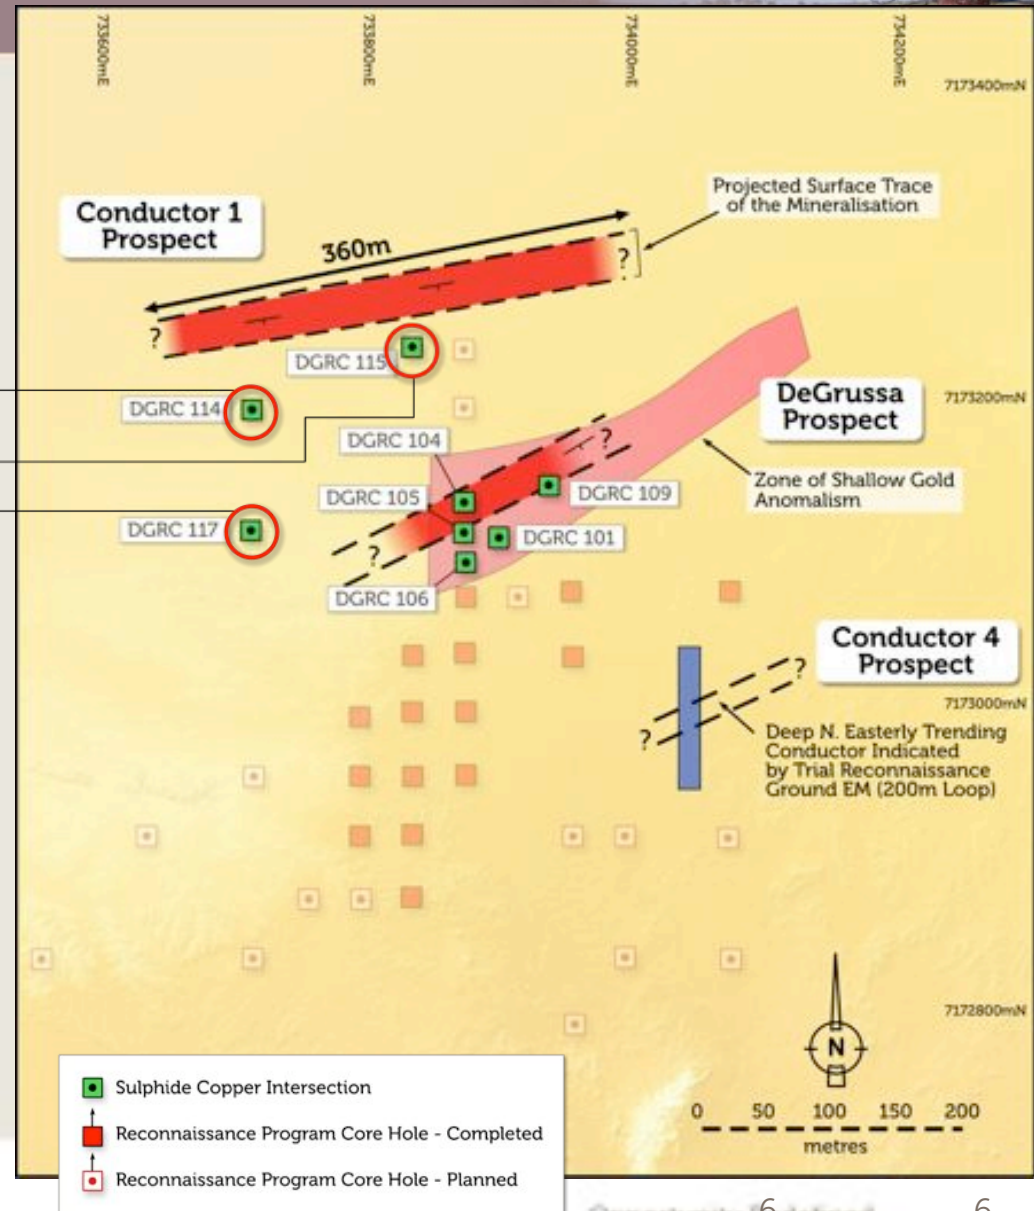 733600mE
733800mE
734000mE
734200mE
7173400mN
Projected Surface Trace
of the Mineralisation
Conductor 1
Prospect
360m
?
?
DGRC 115
DGRC 114
7173200mN
DeGrussa
Prospect
DGRC 104
?
Zone of Shallow Gold
Anomalism
DGRC 105
DGRC 109
DGRC 117
DGRC 101
?
DGRC 106
Conductor 4
Prospect
?
7173000mN
?
Deep N. Easterly Trending
Conductor Indicated
by Trial Reconnaissance
Ground EM (200m Loop)
7172800mN
N
0 50 100 150 200
metres
Sulphide Copper Intersection
Reconnaissance Program Core Hole - Completed
Reconnaissance Program Core Hole - Planned
6 6